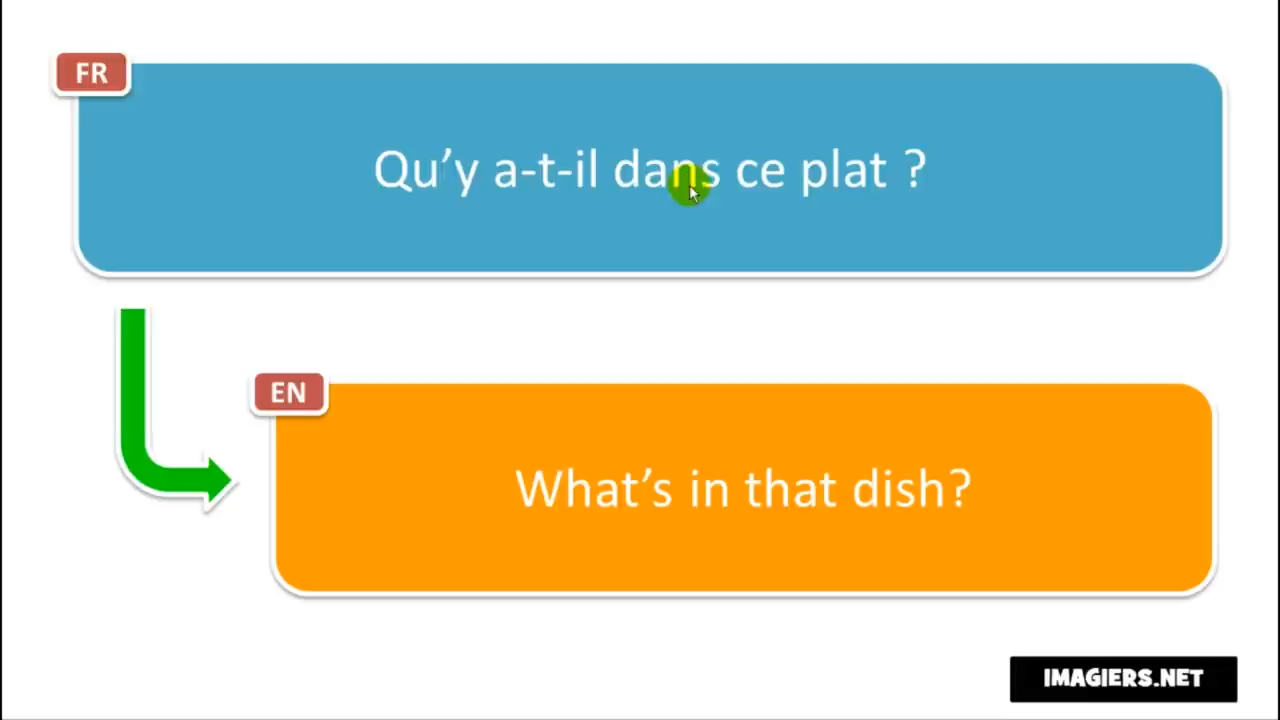 FR
Qu’y a-t-il dans ce plat ?
EN
What’s in that dish?
IMAGIERS.NET